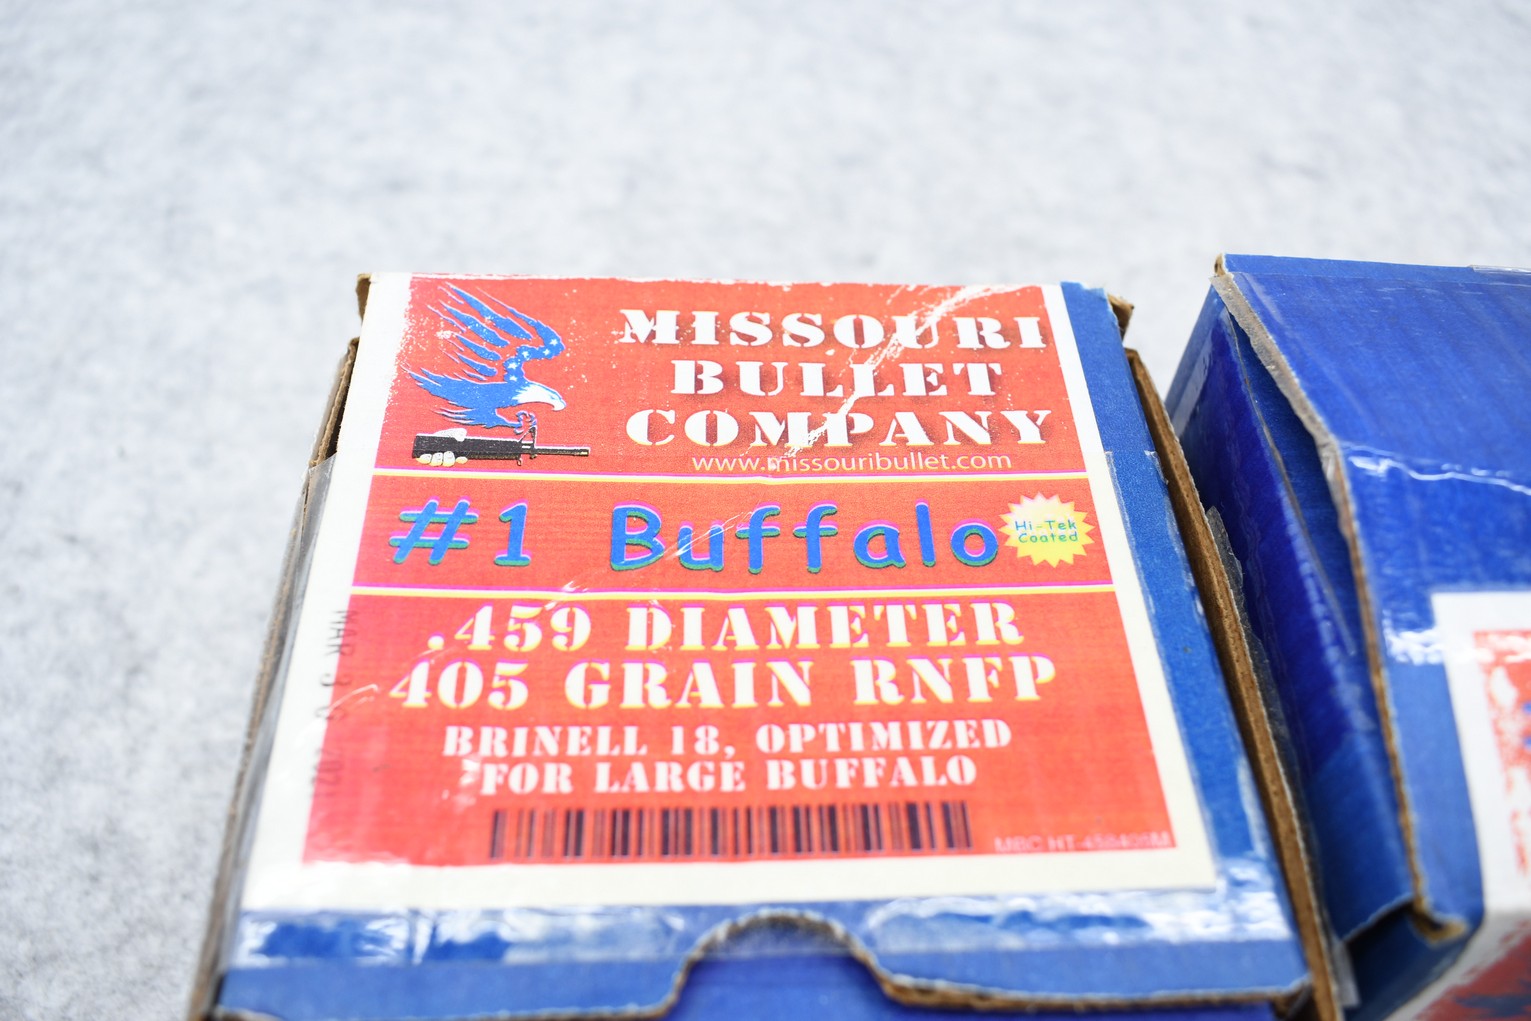 MISSOURI
BULLET
COMPANY
www.missouribullet.com
#1 Buffalo
Hi-Tek
Coated
.459 DIAMETER
405 GRAIN RNFP
BRINELL 18, OPTIMIZED
FOR LARGE BUFFALO